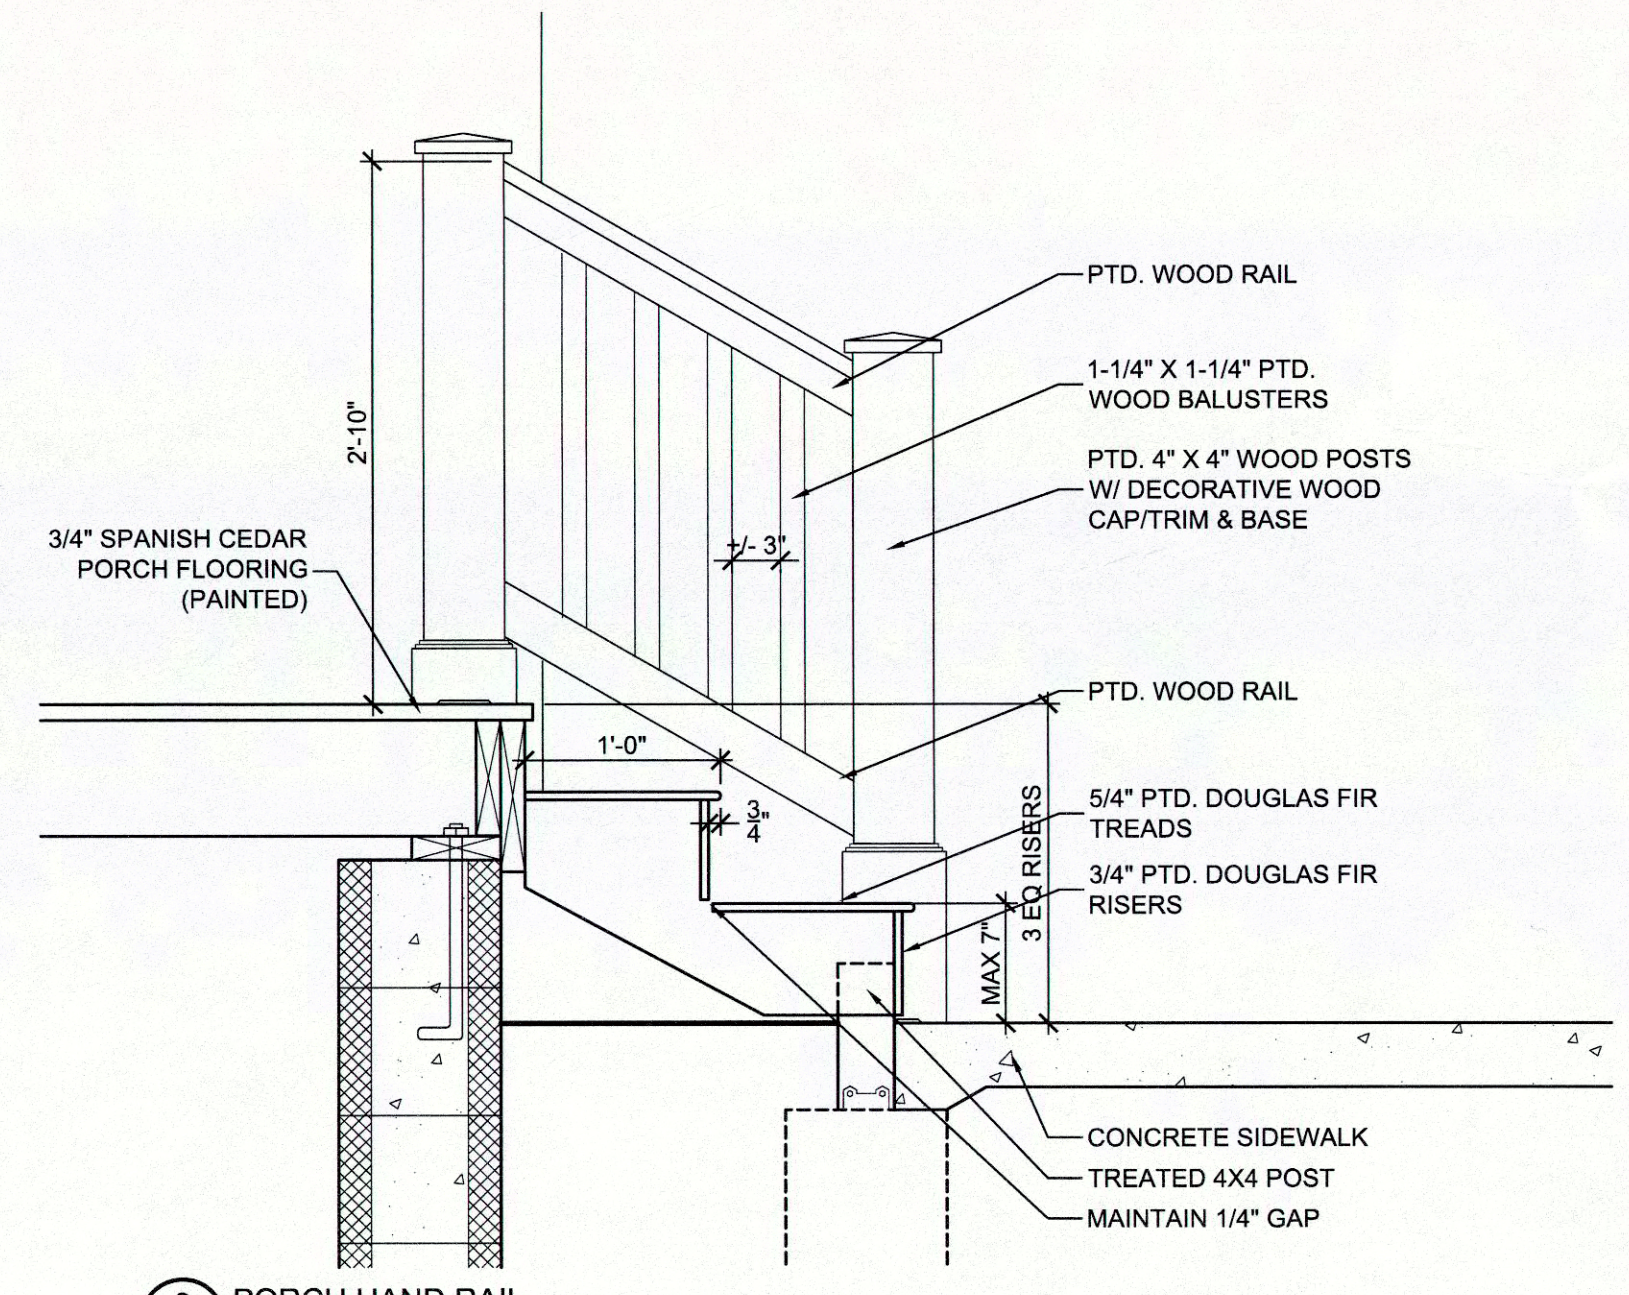 PTD. WOOD RAIL
1-1/4" X 1-1/4" PTD.
WOOD BALUSTERS
2'-10"
PTD. 4" X 4" WOOD POSTS
W/ DECORATIVE WOOD
CAP/TRIM & BASE
3/4" SPANISH CEDAR
PORCH FLOORING
(PAINTED)
+/- 3"
PTD. WOOD RAIL
1'-0"
3/4"
5/4" PTD. DOUGLAS FIR
TREADS
3 EQ RISERS
3/4" PTD. DOUGLAS FIR
RISERS
MAX 7"
CONCRETE SIDEWALK
TREATED 4X4 POST
MAINTAIN 1/4" GAP
PORCH HAND RAIL